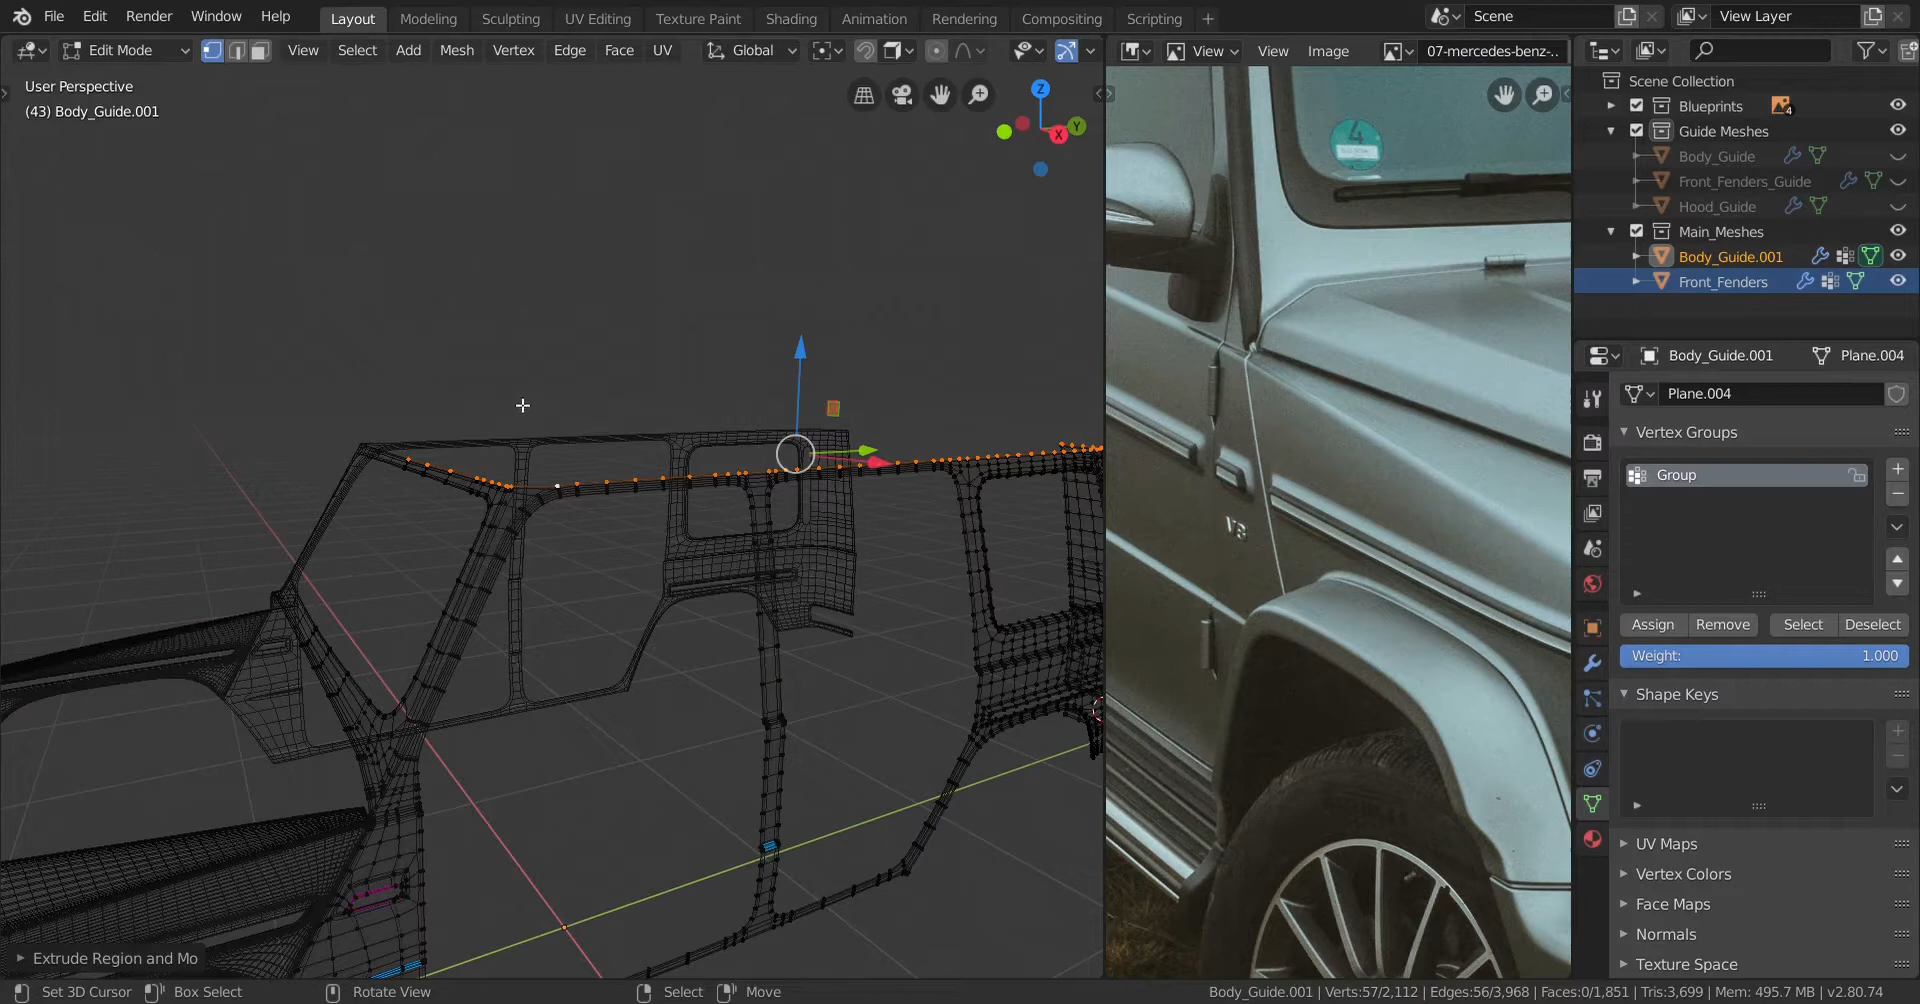 File Edit Render Window Help Layout Modeling Sculpting UV Editing Texture Paint Shading Animation Rendering Compositing Scripting + Scene View Layer
Edit Mode View Select Add Mesh Vertex Edge Face UV Global View View Image 07-mercedes-benz-..
User Perspective
(43) Body_Guide.001
Z
Y
X
4
V8
Scene Collection
Blueprints 4
Guide Meshes
Body_Guide
Front_Fenders_Guide
Hood_Guide
Main_Meshes
Body_Guide.001
Front_Fenders
Body_Guide.001 Plane.004
Plane.004
Vertex Groups
Group
Assign Remove Select Deselect
Weight: 1.000
Shape Keys
UV Maps
Vertex Colors
Face Maps
Normals
Texture Space
Extrude Region and Mo
Set 3D Cursor Box Select Rotate View Select Move Body_Guide.001 | Verts:57/2,112 | Edges:56/3,968 | Faces:0/1,851 | Tris:3,699 | Mem: 495.7 MB | v2.80.74